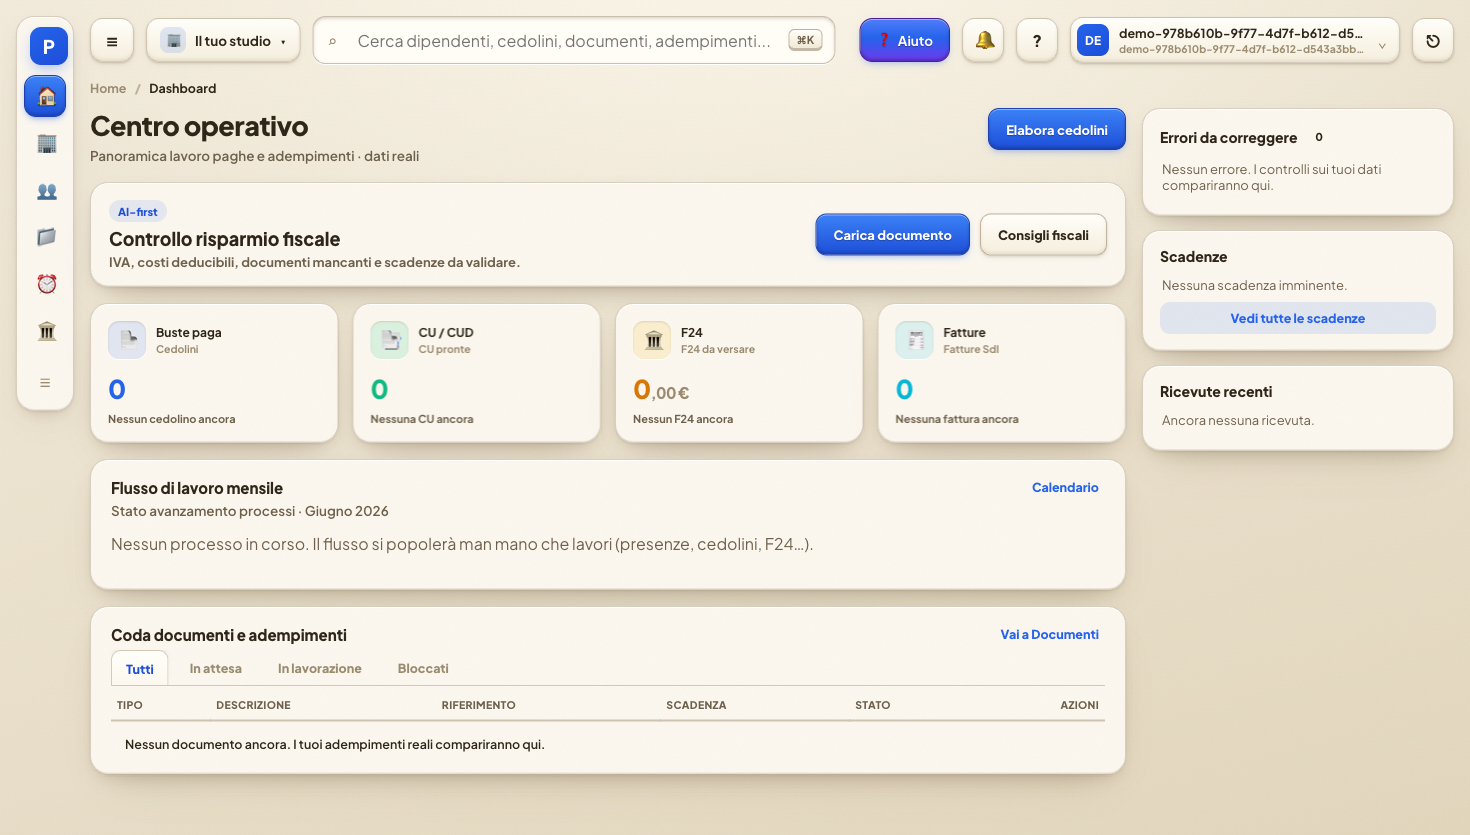 P
Il tuo studio
Cerca dipendenti, cedolini, documenti, adempimenti...
⌘K
❓ Aiuto
?
DE
demo-978b610b-9f77-4d7f-b612-d5...
demo-978b610b-9f77-4d7f-b612-d543a3bb...
Home / Dashboard
Centro operativo
Panoramica lavoro paghe e adempimenti · dati reali
Elabora cedolini
AI-first
Controllo risparmio fiscale
IVA, costi deducibili, documenti mancanti e scadenze da validare.
Carica documento
Consigli fiscali
Buste paga
Cedolini
0
Nessun cedolino ancora
CU / CUD
CU pronte
0
Nessuna CU ancora
F24
F24 da versare
0,00 €
Nessun F24 ancora
Fatture
Fatture SdI
0
Nessuna fattura ancora
Flusso di lavoro mensile
Calendario
Stato avanzamento processi · Giugno 2026
Nessun processo in corso. Il flusso si popolerà man mano che lavori (presenze, cedolini, F24...).
Coda documenti e adempimenti
Vai a Documenti
Tutti In attesa In lavorazione Bloccati
TIPO DESCRIZIONE RIFERIMENTO SCADENZA STATO AZIONI
Nessun documento ancora. I tuoi adempimenti reali compariranno qui.
Errori da correggere 0
Nessun errore. I controlli sui tuoi dati
compariranno qui.
Scadenze
Nessuna scadenza imminente.
Vedi tutte le scadenze
Ricevute recenti
Ancora nessuna ricevuta.